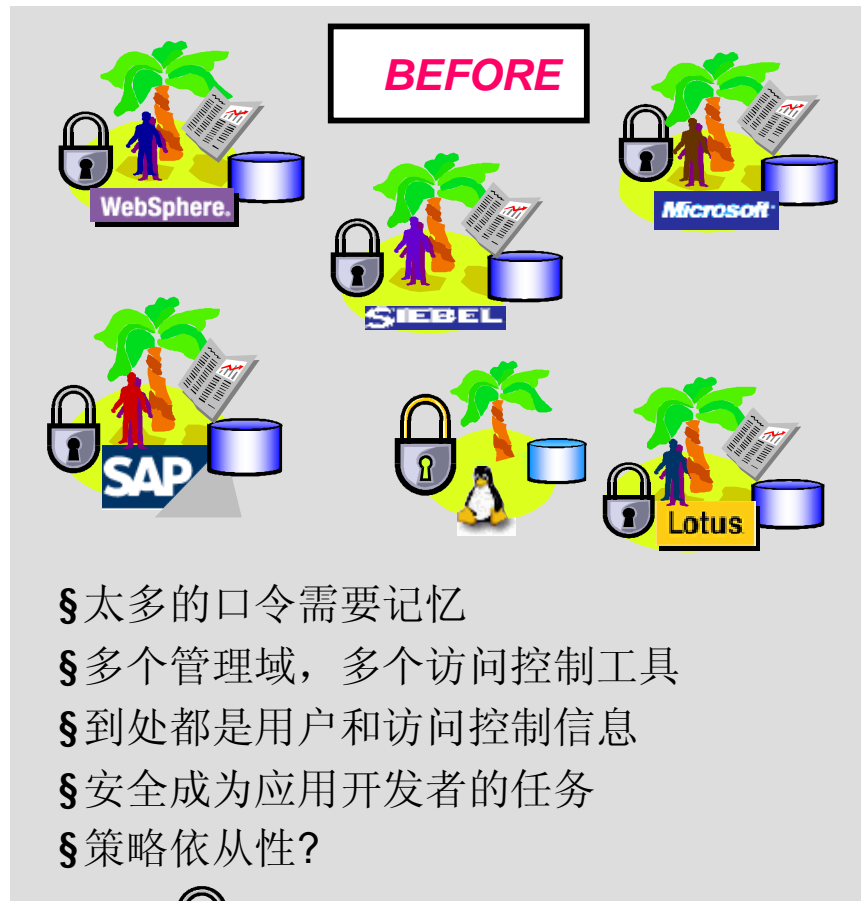 BEFORE
WebSphere.
Microsoft
SIEBEL
SAP
Lotus
§太多的口令需要记忆
§多个管理域，多个访问控制工具
§到处都是用户和访问控制信息
§安全成为应用开发者的任务
§策略依从性?